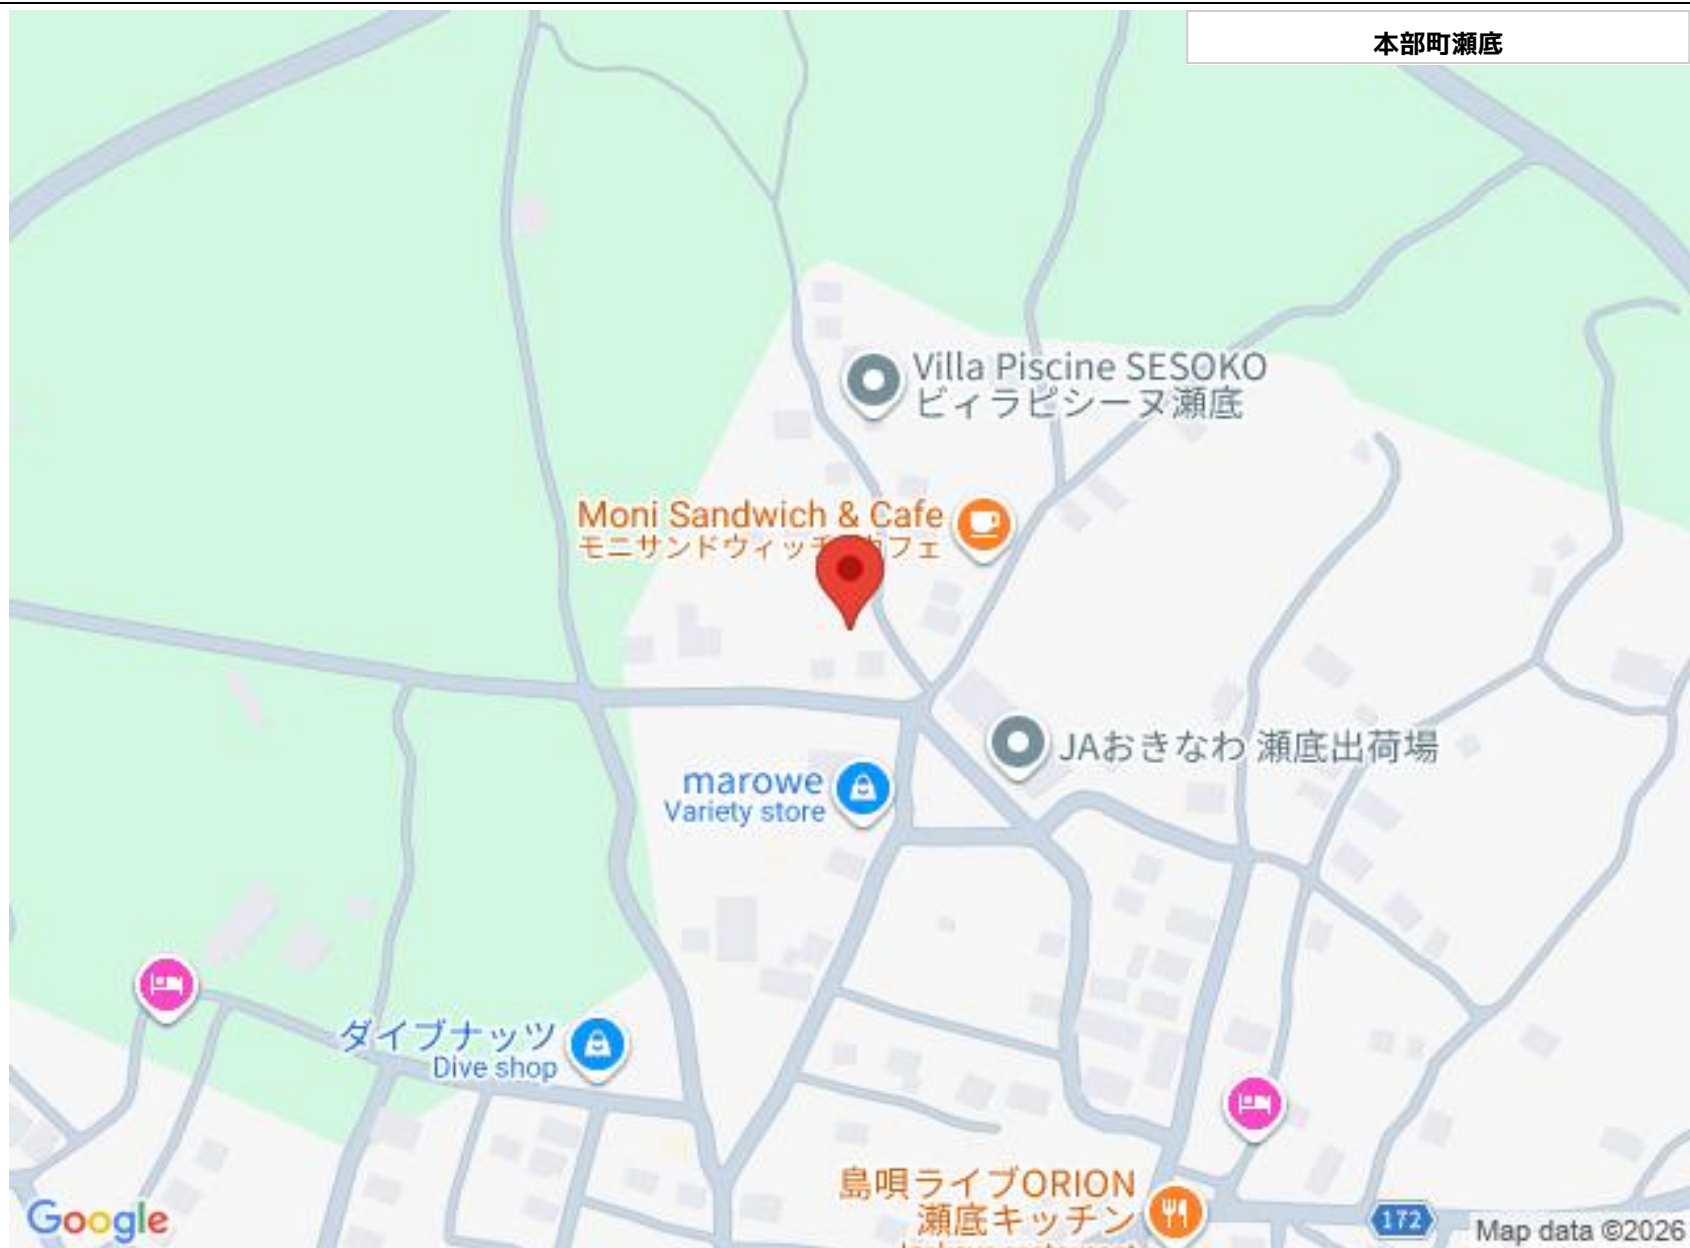 本部町瀬底
Villa Piscine SESOKO
ビィラピシーヌ瀬底
Moni Sandwich & Cafe
JAおきなわ 瀬底出荷場
marowe
Variety store
ダイブナッツ
Dive shop
島唄ライブORION
瀬底キッチン
172
Google
Map data ©2026